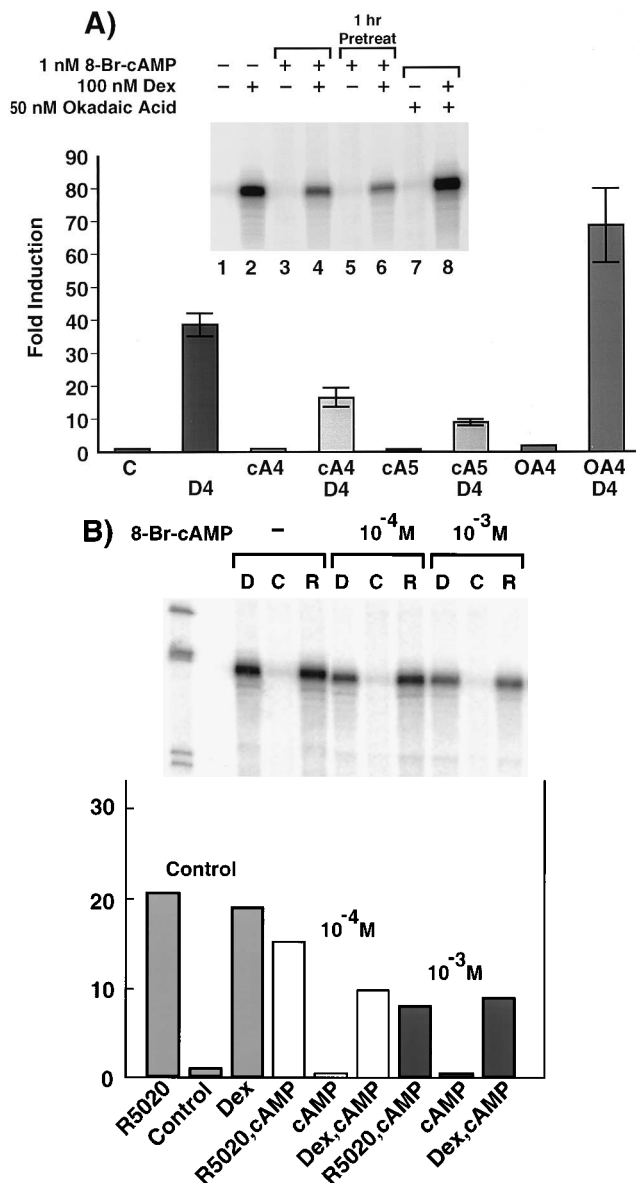 A)
1 hr
Pretreat
1 nM 8-Br-cAMP – – + + + +
100 nM Dex – + – + – + – +
50 nM Okadaic Acid + +
90
80
70
60
50
40
30
20
10
0
Fold Induction
1 2 3 4 5 6 7 8
C D4 cA4 cA4 D4 cA5 cA5 D4 OA4 OA4 D4
B)
8-Br-cAMP – 10⁻⁴M 10⁻³M
D C R D C R D C R
30
20
10
0
Control
10⁻⁴M
10⁻³M
R5020
Control
Dex
R5020,cAMP
cAMP
Dex,cAMP
R5020,cAMP
cAMP
Dex,cAMP